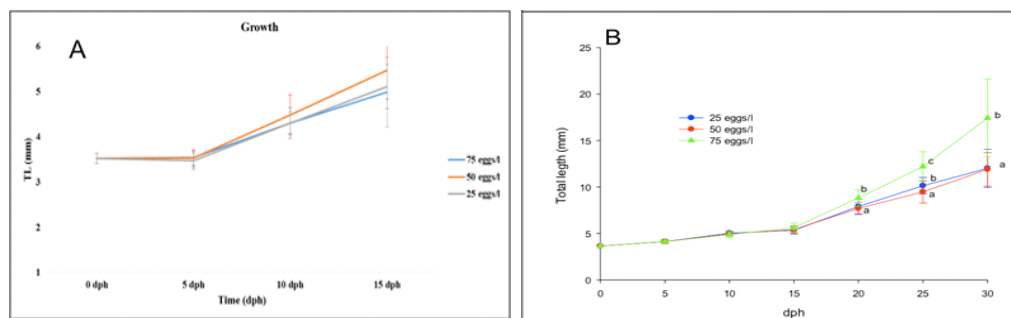 A
Growth
6
5
4
3
2
1
TL (mm)
0 dph
5 dph
10 dph
15 dph
Time (dph)
75 eggs/l
50 eggs/l
25 eggs/l
B
25
20
15
10
5
0
Total legth (mm)
25 eggs/l
50 eggs/l
75 eggs/l
b
a
c
b
a
b
a
0
5
10
15
20
25
30
dph